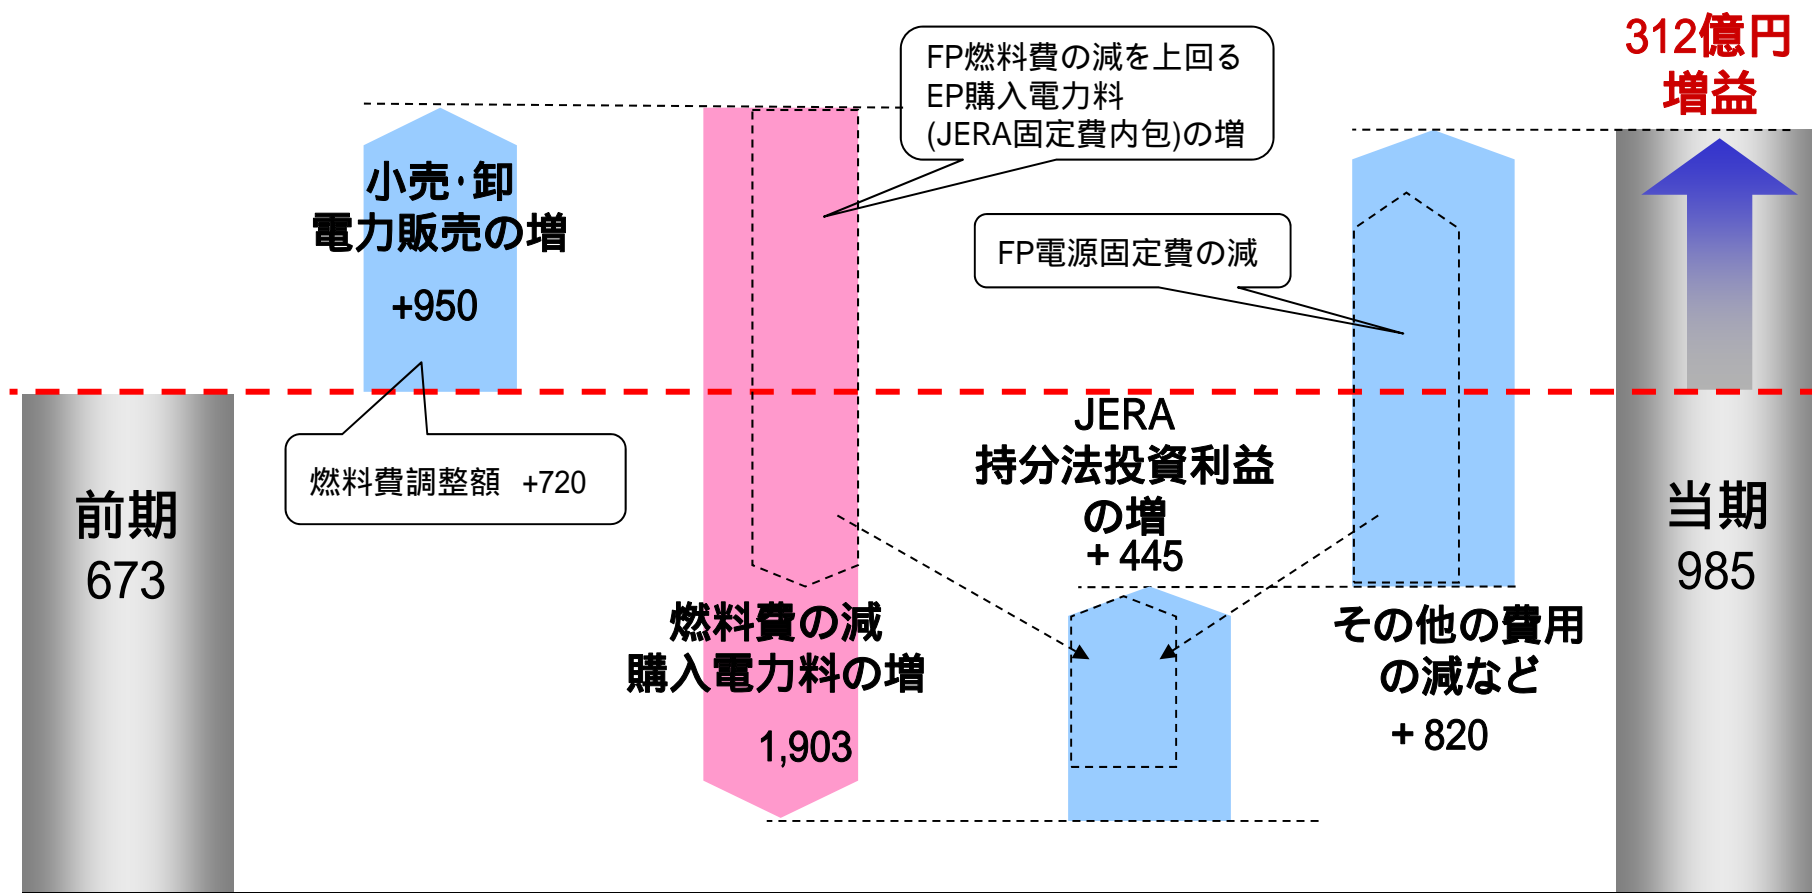 312億円
増益
FP燃料費の減を上回る
EP購入電力料
(JERA固定費内包)の増
小売･卸
電力販売の増
+950
FP電源固定費の減
燃料費調整額 +720
JERA
持分法投資利益
の増
+ 445
前期
673
当期
985
燃料費の減
購入電力料の増
1,903
その他の費用
の減など
+ 820